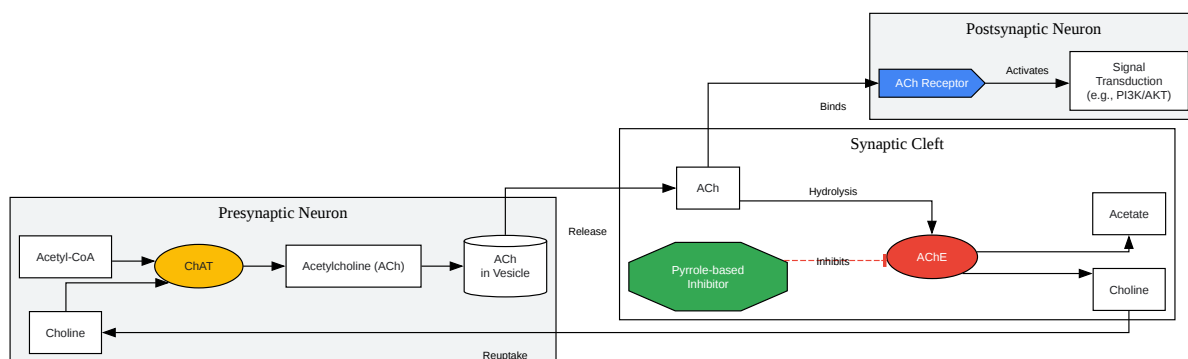 Postsynaptic Neuron
ACh Receptor
Activates
Signal
Transduction
(e.g., PI3K/AKT)
Binds
Synaptic Cleft
ACh
Hydrolysis
Acetate
Presynaptic Neuron
Release
Acetyl-CoA
ChAT
Acetylcholine (ACh)
ACh
in Vesicle
Pyrrole-based
Inhibitor
Inhibits
AChE
Choline
Choline
Reuptake